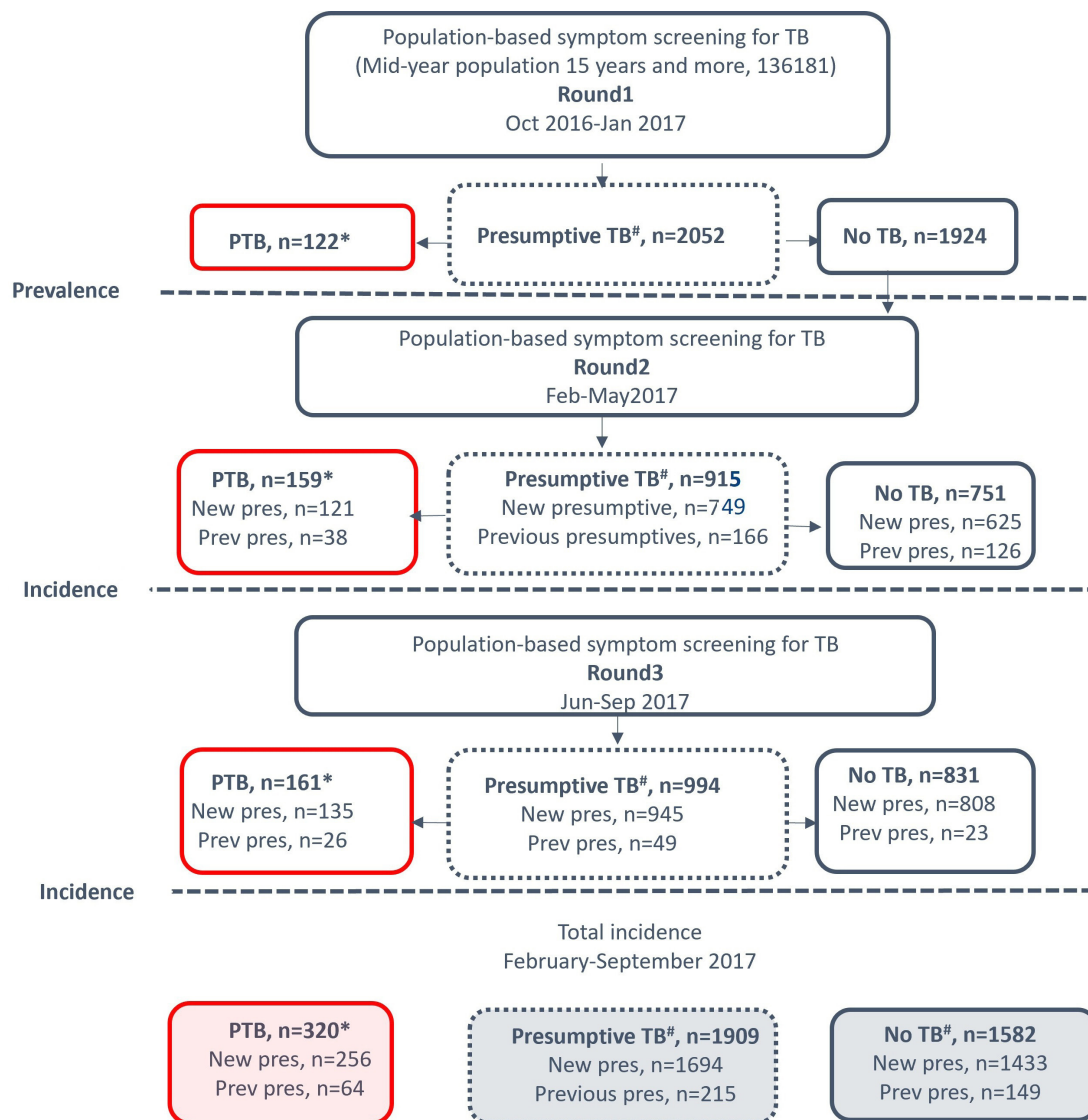 Population-based symptom screening for TB
(Mid-year population 15 years and more, 136181)
Round1
Oct 2016-Jan 2017
PTB, n=122*
Presumptive TB#, n=2052
No TB, n=1924
Prevalence
Population-based symptom screening for TB
Round2
Feb-May2017
PTB, n=159*
New pres, n=121
Prev pres, n=38
Presumptive TB#, n=915
New presumptive, n=749
Previous presumptives, n=166
No TB, n=751
New pres, n=625
Prev pres, n=126
Incidence
Population-based symptom screening for TB
Round3
Jun-Sep 2017
PTB, n=161*
New pres, n=135
Prev pres, n=26
Presumptive TB#, n=994
New pres, n=945
Prev pres, n=49
No TB, n=831
New pres, n=808
Prev pres, n=23
Incidence
Total incidence
February-September 2017
PTB, n=320*
New pres, n=256
Prev pres, n=64
Presumptive TB#, n=1909
New pres, n=1694
Previous pres, n=215
No TB#, n=1582
New pres, n=1433
Prev pres, n=149